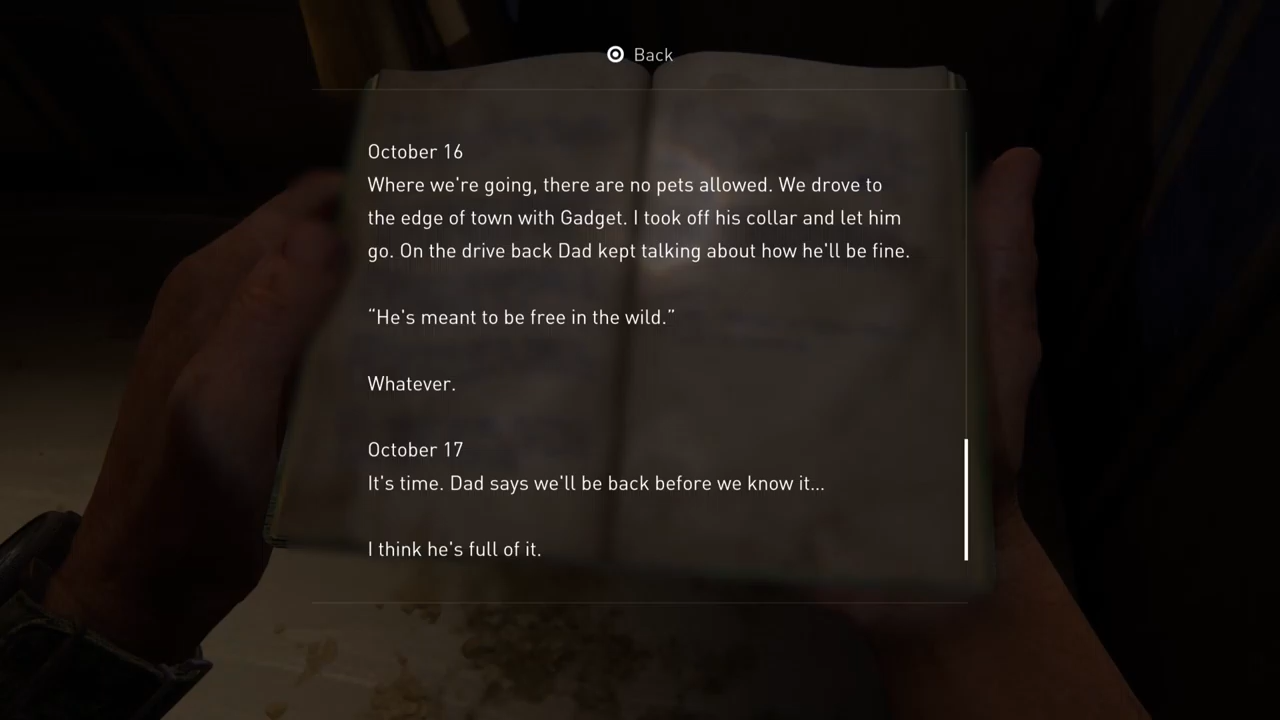 Back
October 16
Where we're going, there are no pets allowed. We drove to
the edge of town with Gadget. I took off his collar and let him
go. On the drive back Dad kept talking about how he'll be fine.
“He's meant to be free in the wild.”
Whatever.
October 17
It's time. Dad says we'll be back before we know it...
I think he's full of it.